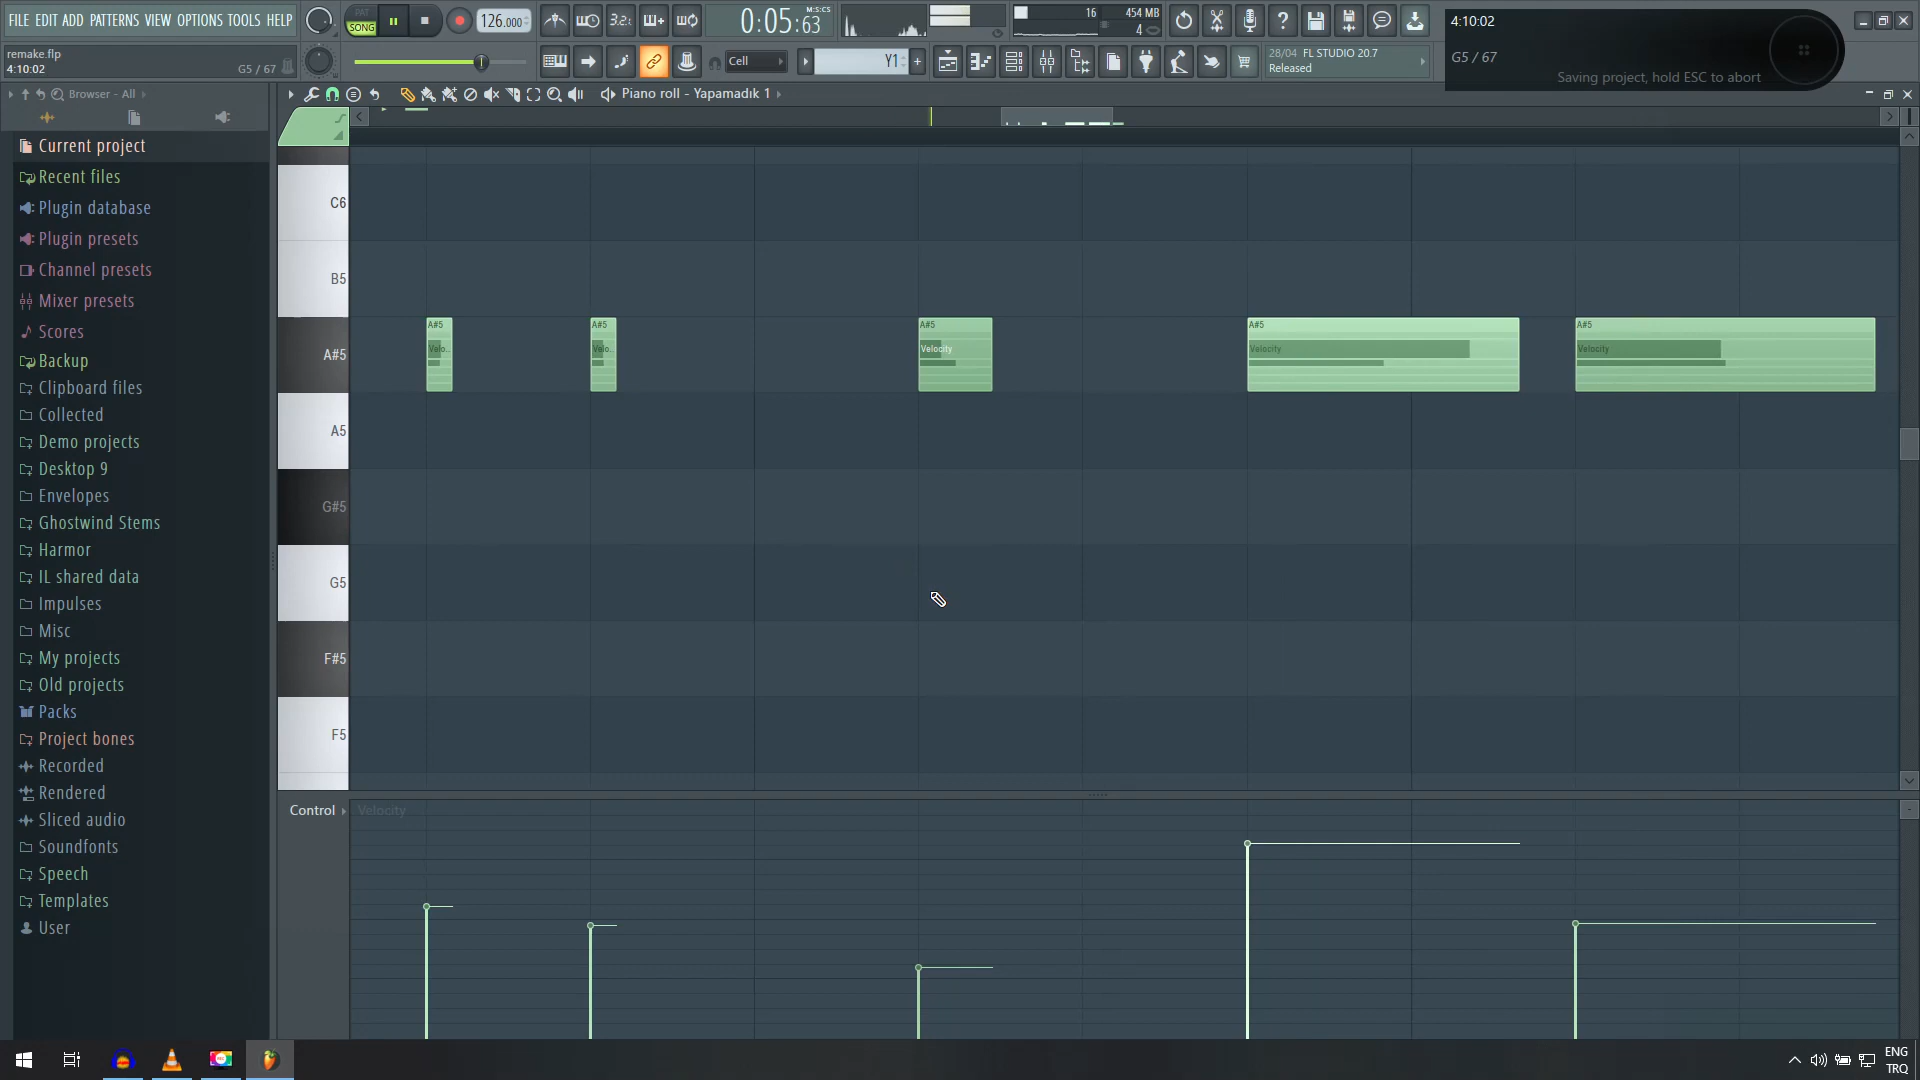 FILE EDIT ADD PATTERNS VIEW OPTIONS TOOLS HELP
PAT
SONG
126.000
3.2.
0:05:63
M:S:CS
16
454 MB
4
4:10:02
remake.flp
4:10:02
G5 / 67
Cell
Y1
+
28/04 FL STUDIO 20.7
Released
G5 / 67
Saving project, hold ESC to abort
Browser - All
Piano roll - Yapamadık 1
Current project
Recent files
Plugin database
Plugin presets
Channel presets
Mixer presets
Scores
Backup
Clipboard files
Collected
Demo projects
Desktop 9
Envelopes
Ghostwind Stems
Harmor
IL shared data
Impulses
Misc
My projects
Old projects
Packs
Project bones
Recorded
Rendered
Sliced audio
Soundfonts
Speech
Templates
User
C6
B5
A#5
A5
G#5
G5
F#5
F5
A#5
Velo...
A#5
Velo...
A#5
Velocity
A#5
Velocity
A#5
Velocity
Control
Velocity
ENG
TRQ